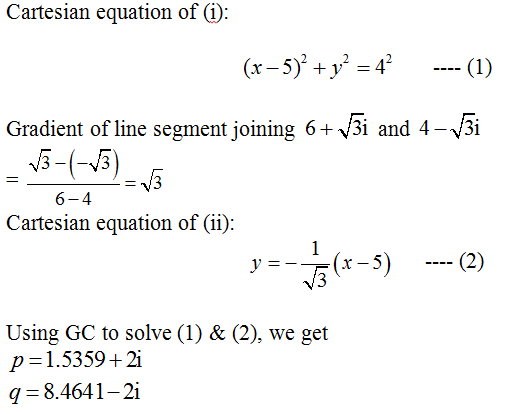 Cartesian equation of (i):
(x − 5)² + y² = 4² ---- (1)
Gradient of line segment joining 6 + √3i and 4 − √3i
= (√3 − (−√3))/(6 − 4) = √3
Cartesian equation of (ii):
y = −1/√3 (x − 5) ---- (2)
Using GC to solve (1) & (2), we get
p = 1.5359 + 2i
q = 8.4641 − 2i